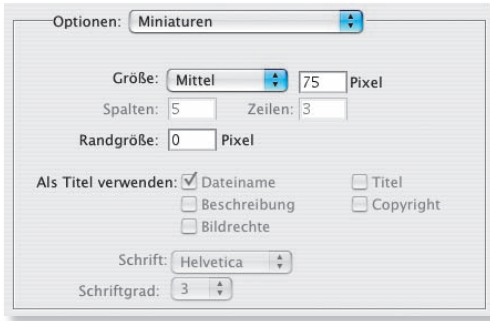 Optionen: Miniaturen
Größe: Mittel 75 Pixel
Spalten: 5 Zeilen: 3
Randgröße: 0 Pixel
Als Titel verwenden: Dateiname Titel
Beschreibung Copyright
Bildrechte
Schrift: Helvetica
Schriftgrad: 3